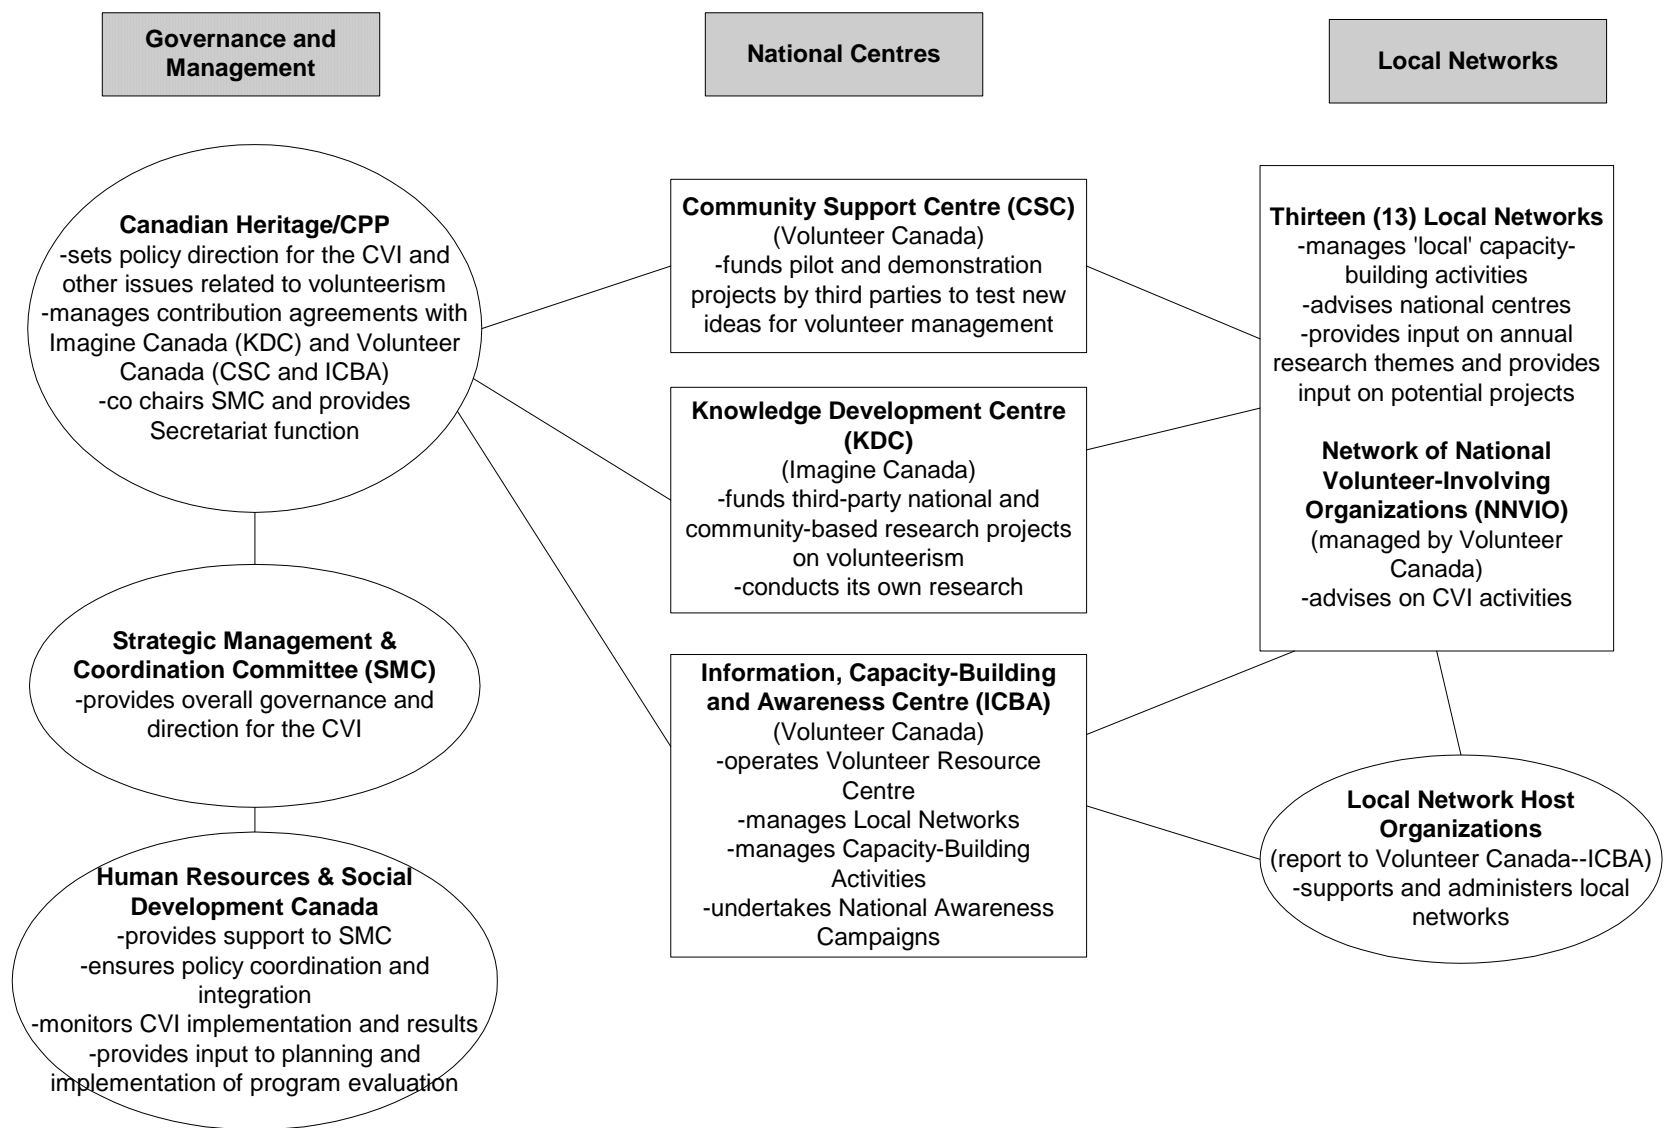 Governance and
Management
National Centres
Local Networks
Canadian Heritage/CPP
-sets policy direction for the CVI and
other issues related to volunteerism
-manages contribution agreements with
Imagine Canada (KDC) and Volunteer
Canada (CSC and ICBA)
-co chairs SMC and provides
Secretariat function
Strategic Management &
Coordination Committee (SMC)
-provides overall governance and
direction for the CVI
Human Resources & Social
Development Canada
-provides support to SMC
-ensures policy coordination and
integration
-monitors CVI implementation and results
-provides input to planning and
implementation of program evaluation
Community Support Centre (CSC)
(Volunteer Canada)
-funds pilot and demonstration
projects by third parties to test new
ideas for volunteer management
Knowledge Development Centre
(KDC)
(Imagine Canada)
-funds third-party national and
community-based research projects
on volunteerism
-conducts its own research
Information, Capacity-Building
and Awareness Centre (ICBA)
(Volunteer Canada)
-operates Volunteer Resource
Centre
-manages Local Networks
-manages Capacity-Building
Activities
-undertakes National Awareness
Campaigns
Thirteen (13) Local Networks
-manages 'local' capacity-
building activities
-advises national centres
-provides input on annual
research themes and provides
input on potential projects
Network of National
Volunteer-Involving
Organizations (NNVIO)
(managed by Volunteer
Canada)
-advises on CVI activities
Local Network Host
Organizations
(report to Volunteer Canada--ICBA)
-supports and administers local
networks